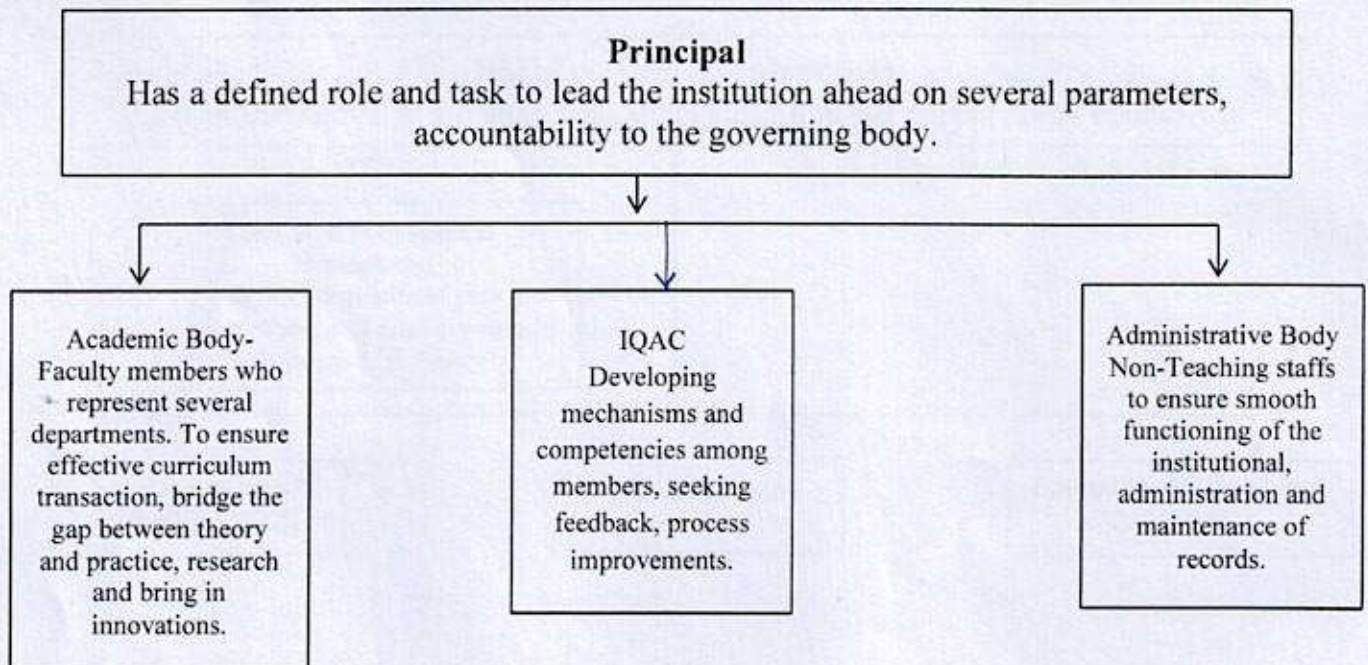 Principal
Has a defined role and task to lead the institution ahead on several parameters,
accountability to the governing body.
Academic Body-
Faculty members who
represent several
departments. To ensure
effective curriculum
transaction, bridge the
gap between theory
and practice, research
and bring in
innovations.
IQAC
Developing
mechanisms and
competencies among
members, seeking
feedback, process
improvements.
Administrative Body
Non-Teaching staffs
to ensure smooth
functioning of the
institutional,
administration and
maintenance of
records.